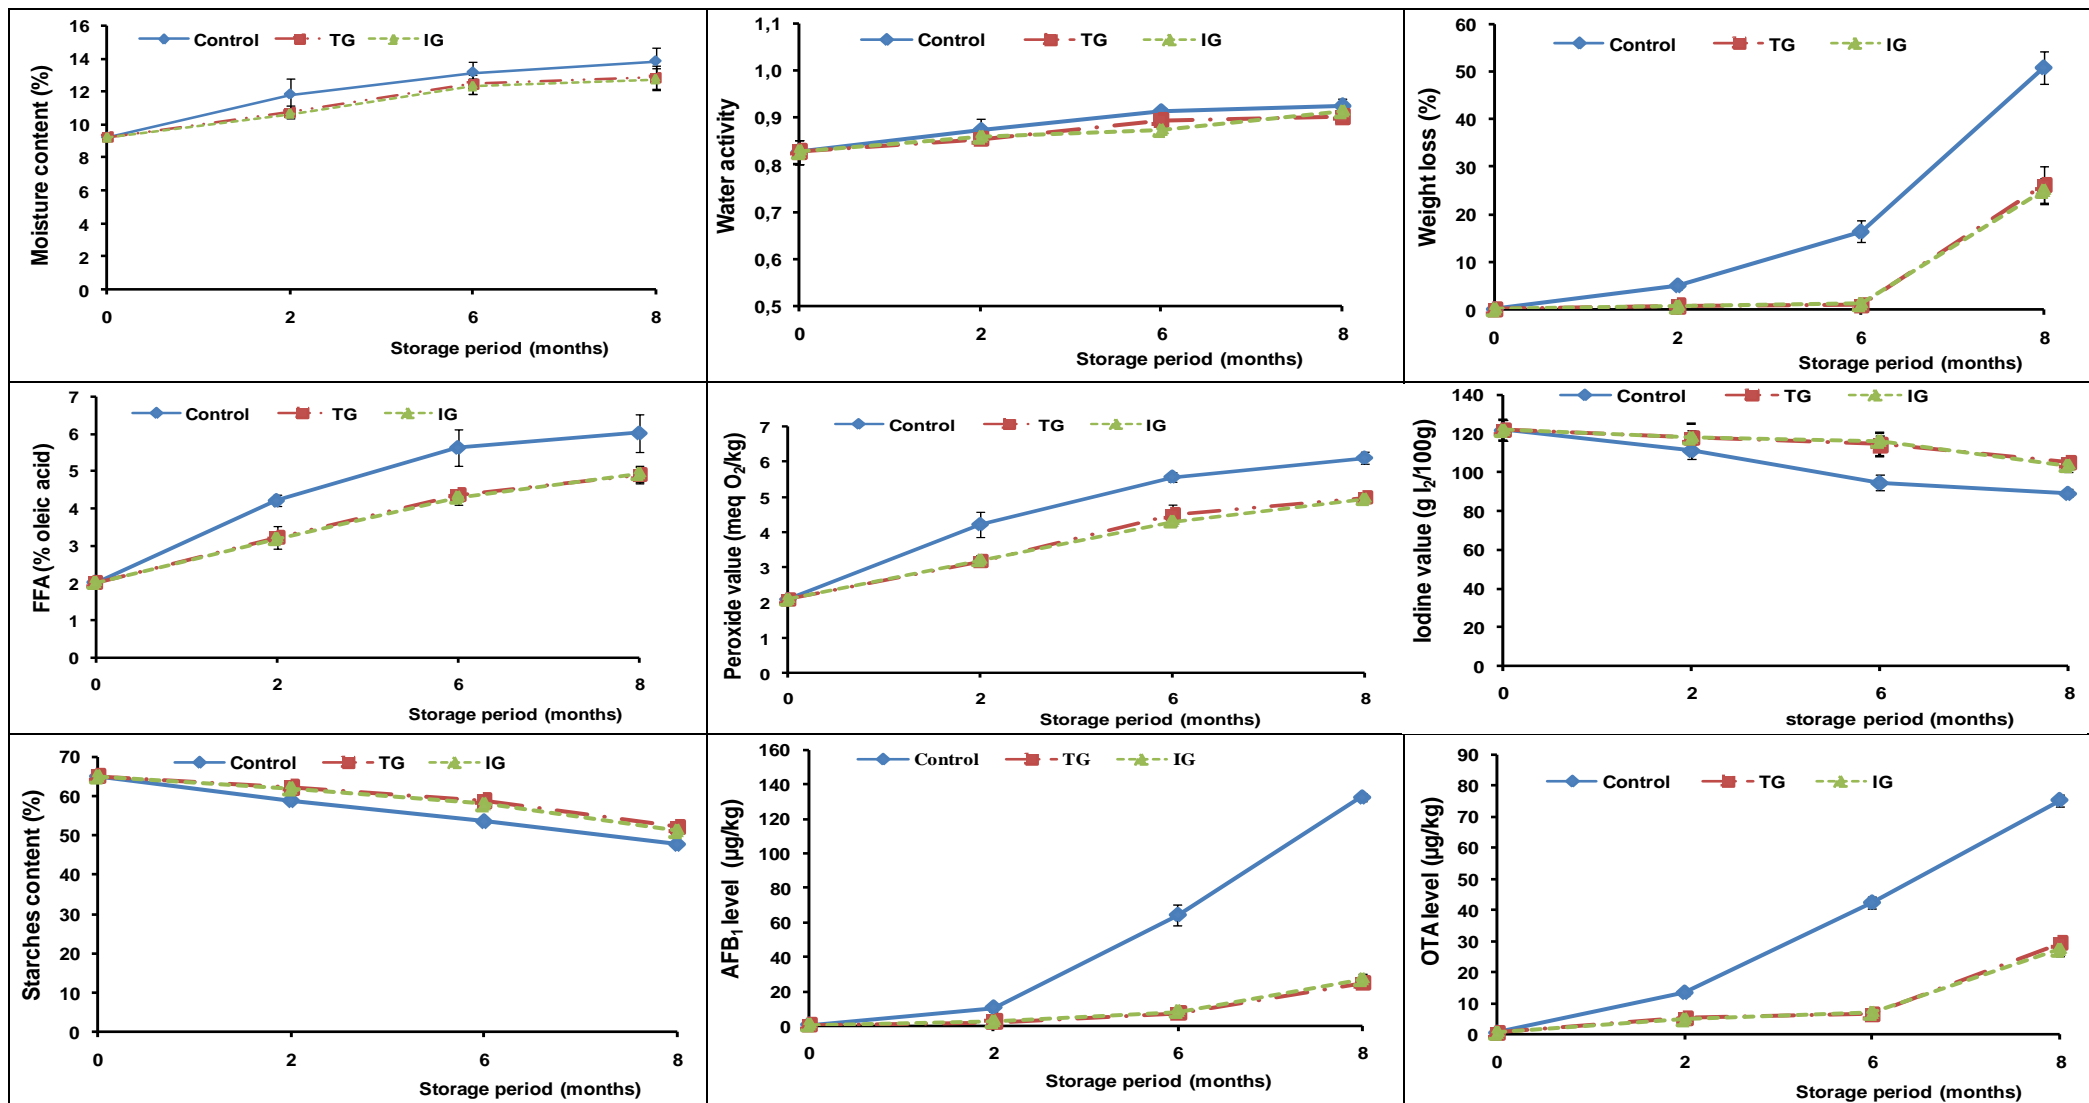 Moisture content (%)
16
14
12
10
8
6
4
2
0
Control TG IG
0 2 6 8
Storage period (months)
Water activity
1,1
1,0
0,9
0,8
0,7
0,6
0,5
Control TG IG
0 2 6 8
Storage period (months)
Weight loss (%)
60
50
40
30
20
10
0
Control TG IG
0 2 6 8
Storage period (months)
FFA (% oleic acid)
7
6
5
4
3
2
1
0
Control TG IG
0 2 6 8
Storage period (months)
Peroxide value (meq O₂/kg)
7
6
5
4
3
2
1
0
Control TG IG
0 2 6 8
Storage period (months)
Iodine value (g I₂/100g)
140
120
100
80
60
40
20
0
Control TG IG
0 2 6 8
storage period (months)
Starches content (%)
70
60
50
40
30
20
10
0
Control TG IG
0 2 6 8
Storage period (months)
AFB₁ level (µg/kg)
160
140
120
100
80
60
40
20
0
Control TG IG
0 2 6 8
Storage period (months)
OTA level (µg/kg)
90
80
70
60
50
40
30
20
10
0
Control TG IG
0 2 6 8
Storage period (months)